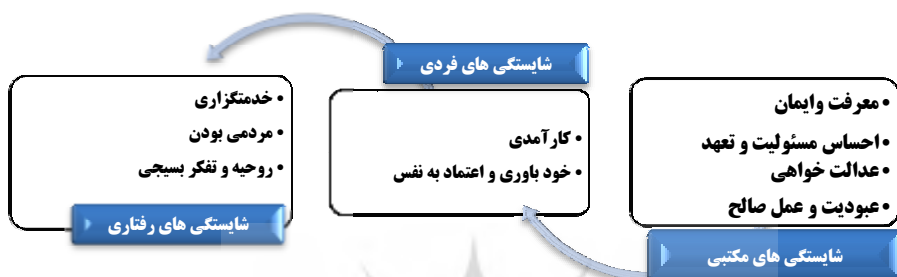 شایستگی های مکتبی
• معرفت وایمان
• احساس مسئولیت و تعهد
• عدالت خواهی
• عبودیت و عمل صالح
شایستگی های فردی
• کارآمدی
• خود باوری و اعتماد به نفس
شایستگی های رفتاری
• خدمتگزاری
• مردمی بودن
• روحیه و تفکر بسیجی